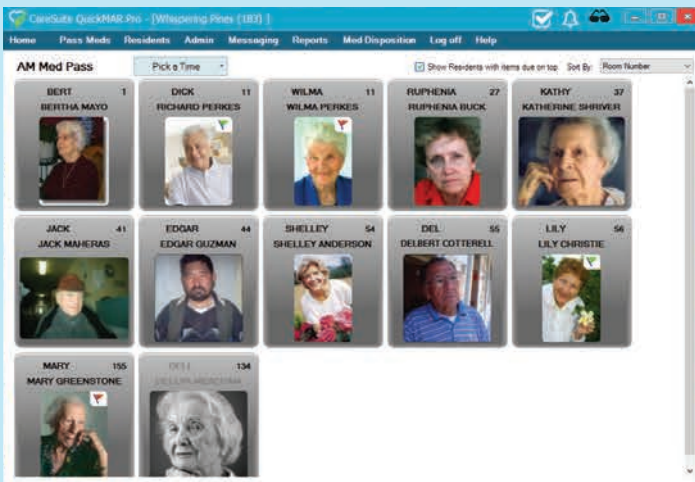 CareSuite QuickMAR Pro - [Whispering Pines (183) ]
Home Pass Meds Residents Admin Messaging Reports Med Disposition Log off Help
AM Med Pass Pick a Time Show Residents with items due on top Sort By: Room Number
BERT 1 DICK 11 WILMA 11 RUPHENIA 27 KATHY 37
BERTHA MAYO RICHARD PERKES WILMA PERKES RUPHENIA BUCK KATHERINE SHRIVER
JACK 41 EDGAR 44 SHELLEY 54 DEL 55 LILY 56
JACK MAHERAS EDGAR GUZMAN SHELLEY ANDERSON DELBERT COTTERELL LILY CHRISTIE
MARY 155 134
MARY GREENSTONE